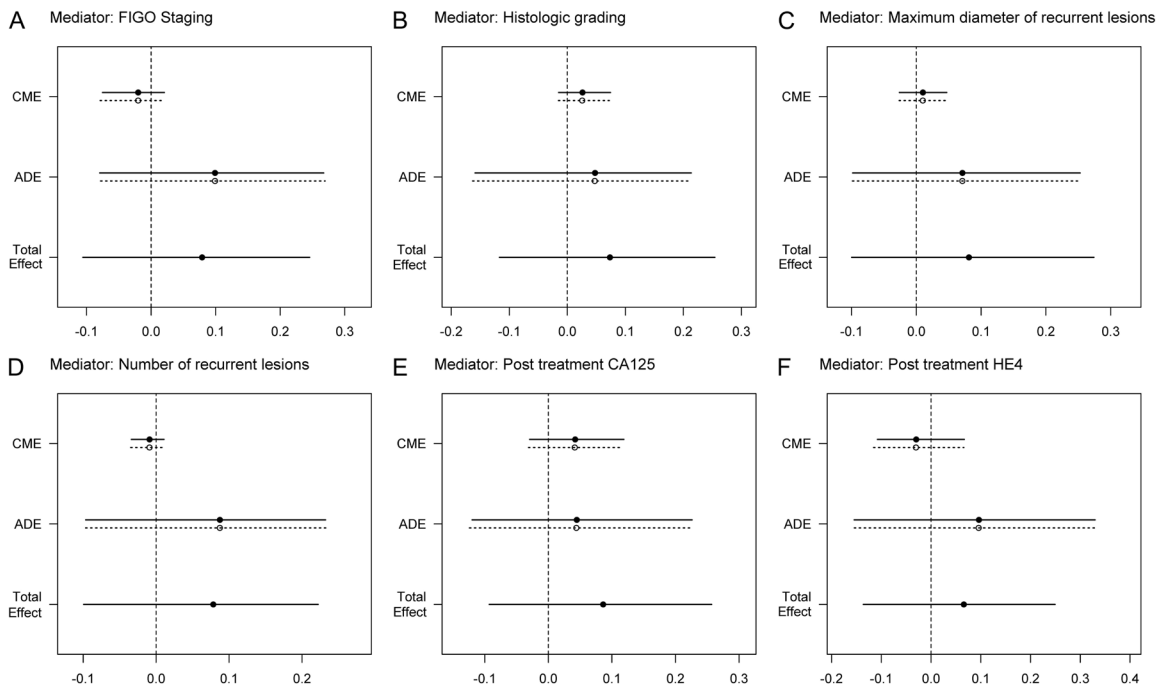 A Mediator: FIGO Staging
CME
ADE
Total
Effect
-0.1 0.0 0.1 0.2 0.3
B Mediator: Histologic grading
CME
ADE
Total
Effect
-0.2 -0.1 0.0 0.1 0.2 0.3
C Mediator: Maximum diameter of recurrent lesions
CME
ADE
Total
Effect
-0.1 0.0 0.1 0.2 0.3
D Mediator: Number of recurrent lesions
CME
ADE
Total
Effect
-0.1 0.0 0.1 0.2
E Mediator: Post treatment CA125
CME
ADE
Total
Effect
-0.1 0.0 0.1 0.2 0.3
F Mediator: Post treatment HE4
CME
ADE
Total
Effect
-0.2 -0.1 0.0 0.1 0.2 0.3 0.4